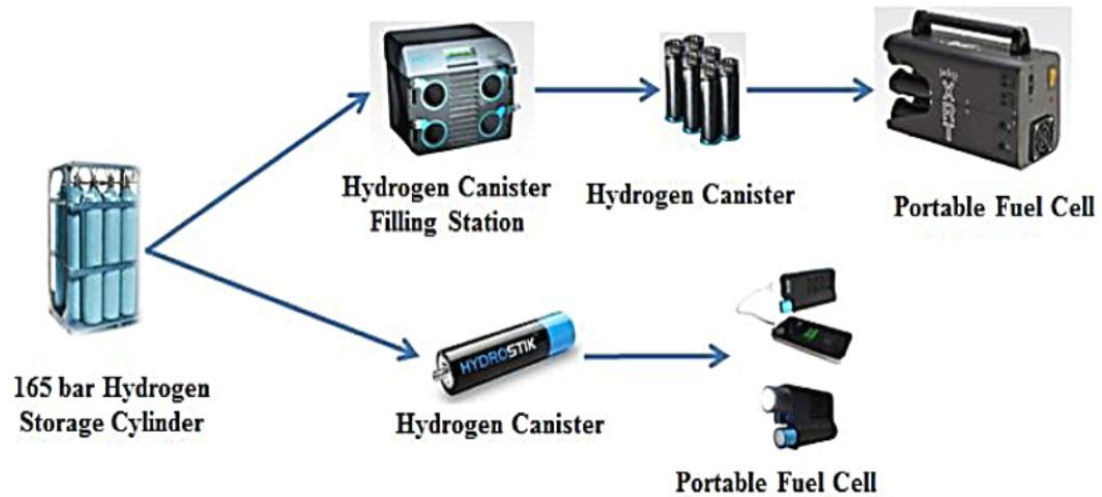 Hydrogen Canister
Filling Station
Hydrogen Canister
Portable Fuel Cell
165 bar Hydrogen
Storage Cylinder
HYDROSTIK
Hydrogen Canister
Portable Fuel Cell